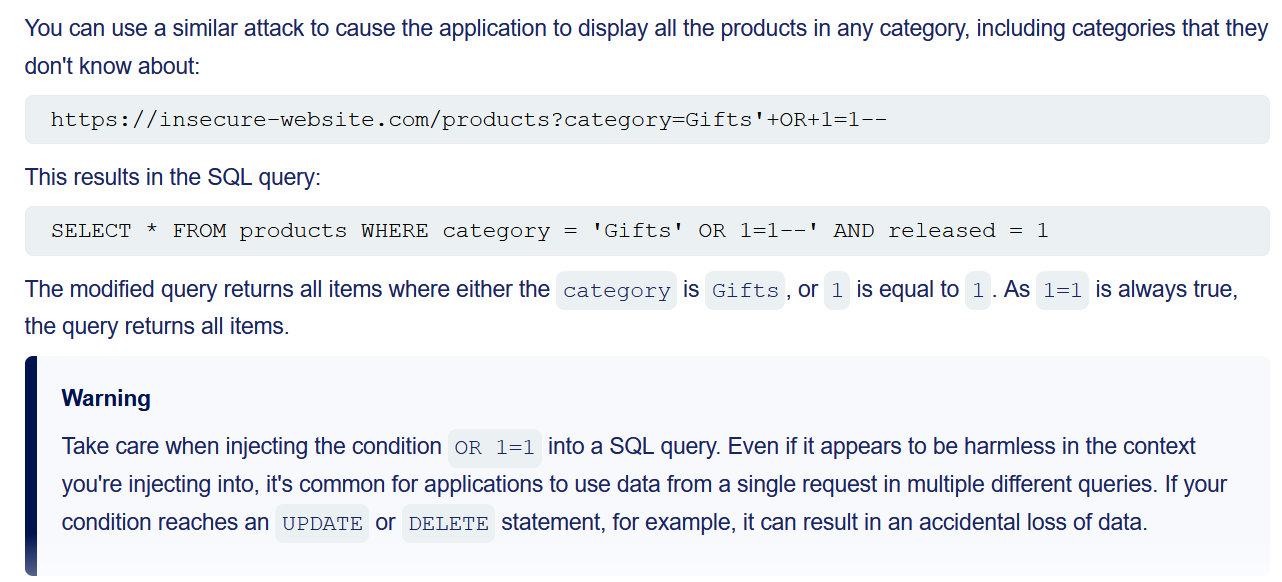 You can use a similar attack to cause the application to display all the products in any category, including categories that they
don't know about:
https://insecure-website.com/products?category=Gifts'+OR+1=1--
This results in the SQL query:
SELECT * FROM products WHERE category = 'Gifts' OR 1=1--' AND released = 1
The modified query returns all items where either the category is Gifts, or 1 is equal to 1. As 1=1 is always true,
the query returns all items.
Warning
Take care when injecting the condition OR 1=1 into a SQL query. Even if it appears to be harmless in the context
you're injecting into, it's common for applications to use data from a single request in multiple different queries. If your
condition reaches an UPDATE or DELETE statement, for example, it can result in an accidental loss of data.